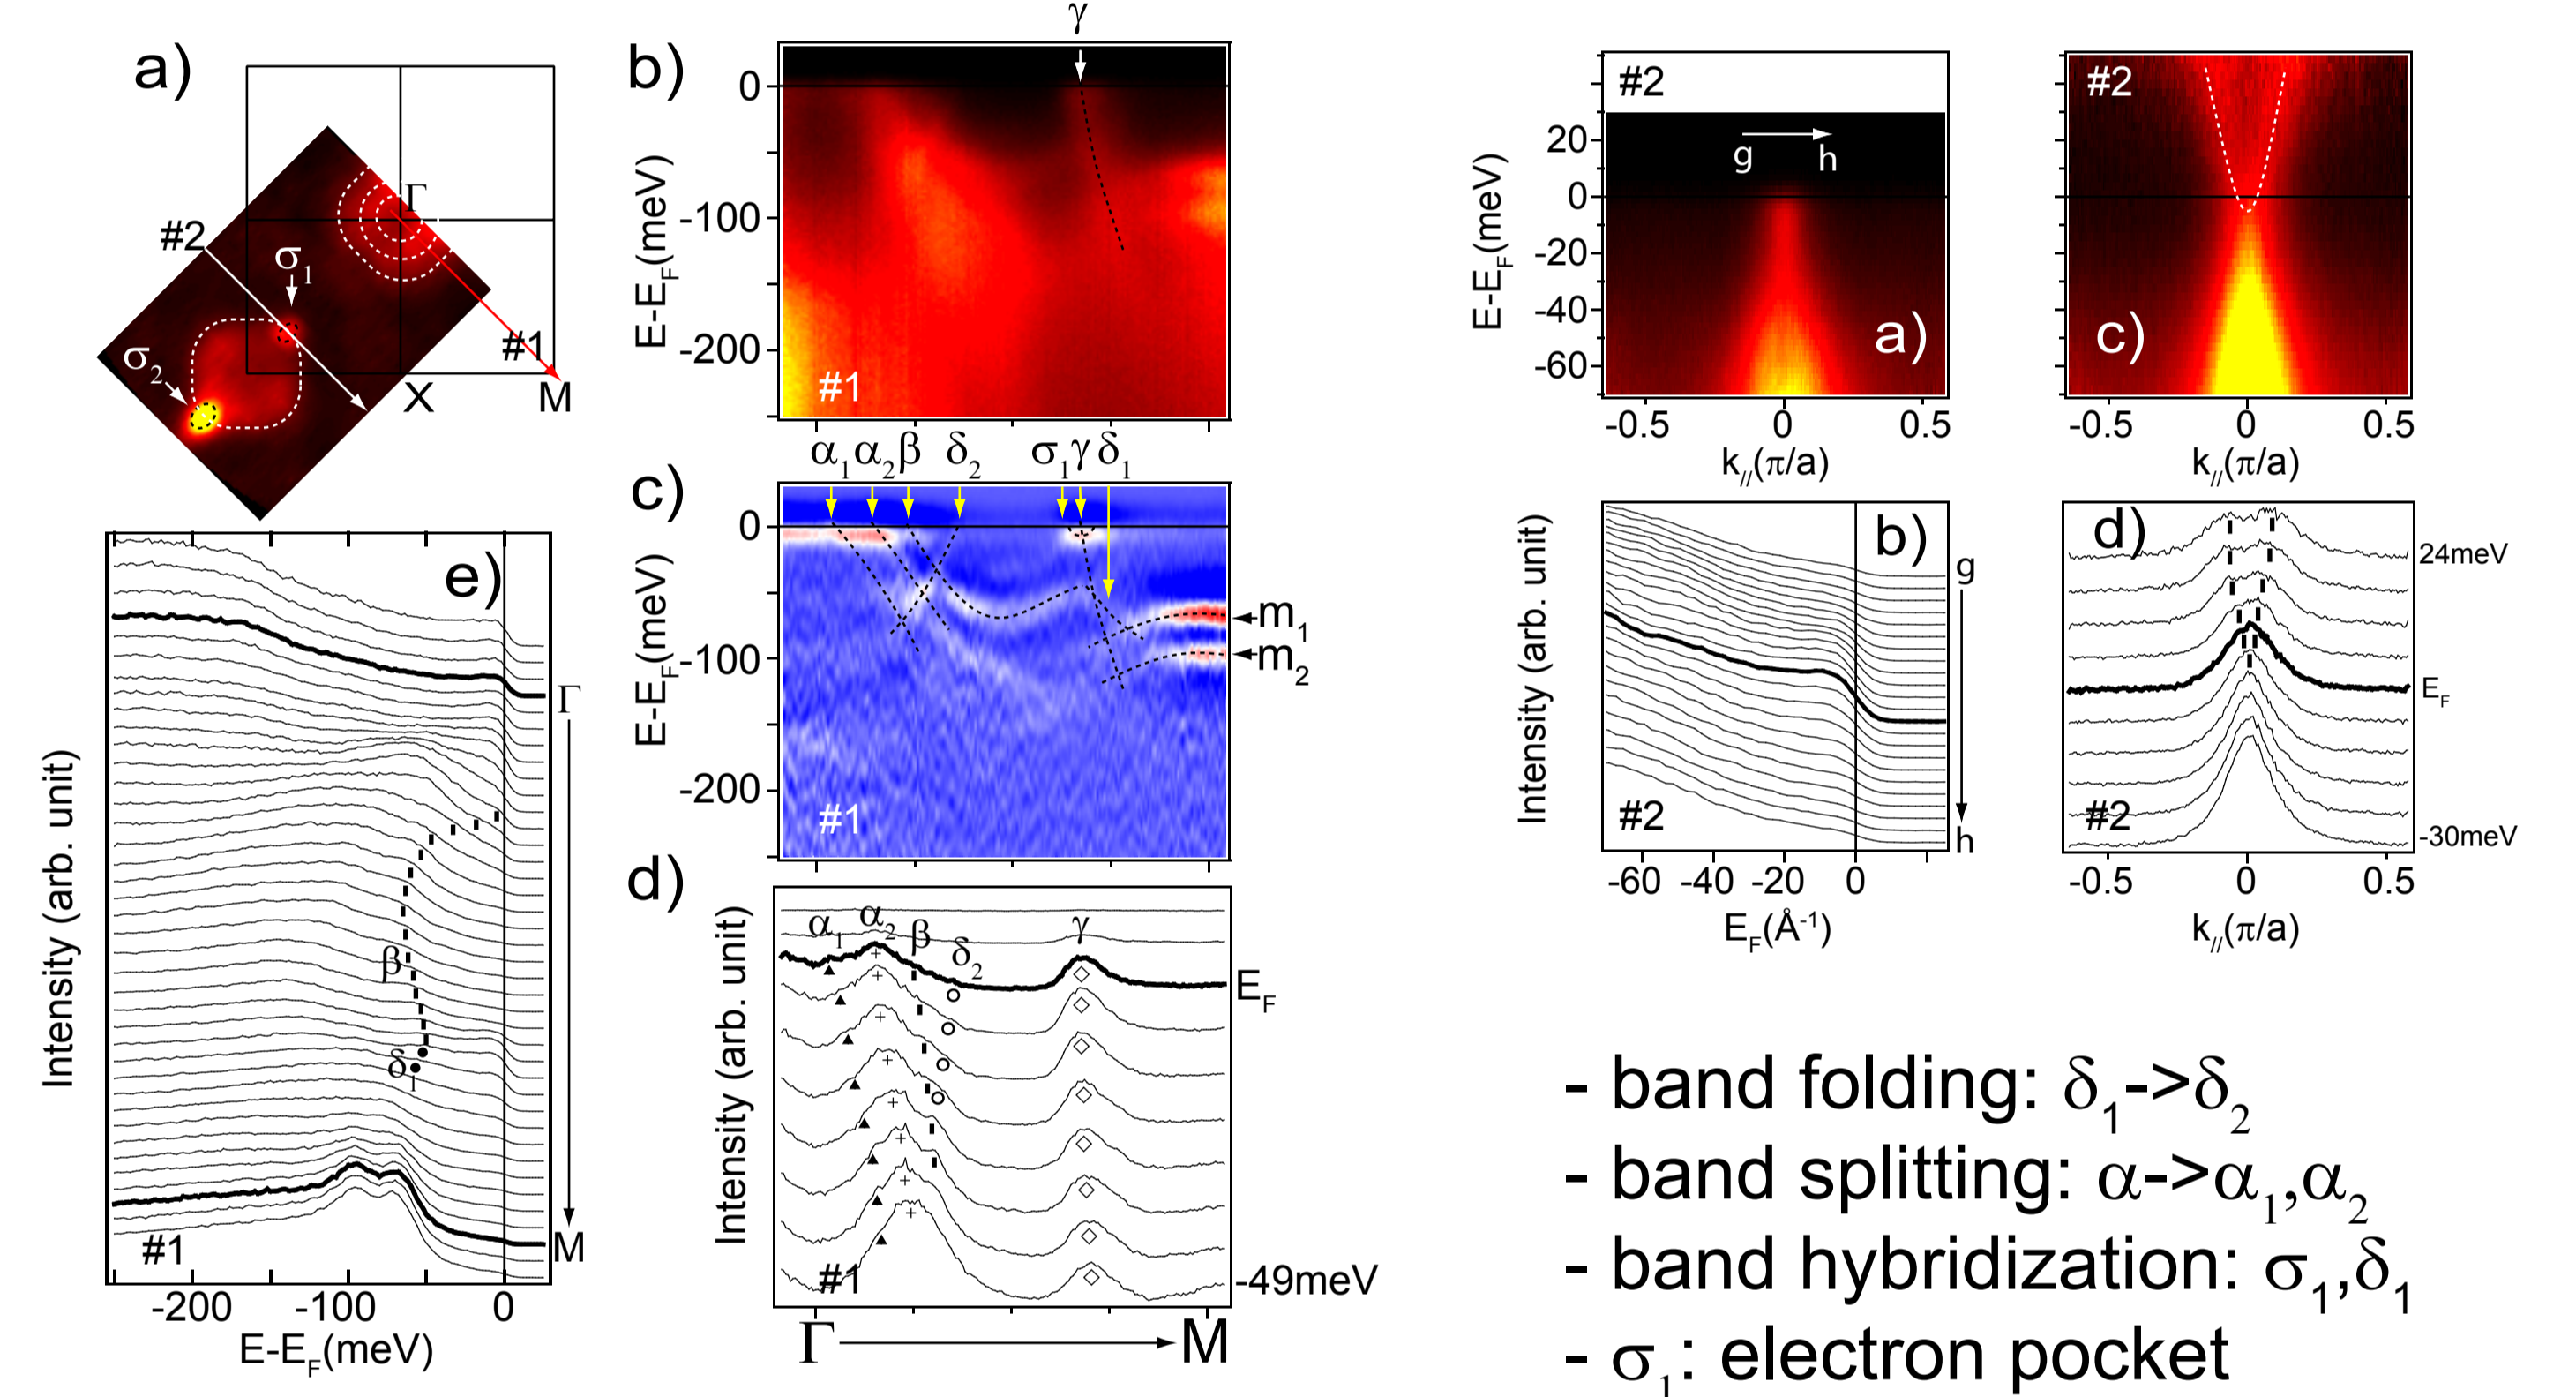 a)
Γ
#2
σ1
σ2
#1
X
M
b)
γ
E-EF(meV)
0
-100
-200
#1
α1 α2 β δ2 σ1 γ δ1
c)
E-EF(meV)
0
-100
-200
m1
m2
#1
d)
Intensity (arb. unit)
α1 α2 β δ2 γ
EF
-49meV
#1
Γ M
e)
Intensity (arb. unit)
Γ
β
δ1
M
#1
-200 -100 0
E-EF(meV)
#2
g h
a)
E-EF(meV)
20
0
-20
-40
-60
-0.5 0 0.5
k//(π/a)
#2
c)
-0.5 0 0.5
k//(π/a)
b)
Intensity (arb. unit)
g
h
#2
-60 -40 -20 0
EF(Å-1)
d)
24meV
EF
-30meV
#2
-0.5 0 0.5
k//(π/a)
- band folding: δ1->δ2
- band splitting: α->α1,α2
- band hybridization: σ1,δ1
- σ1: electron pocket